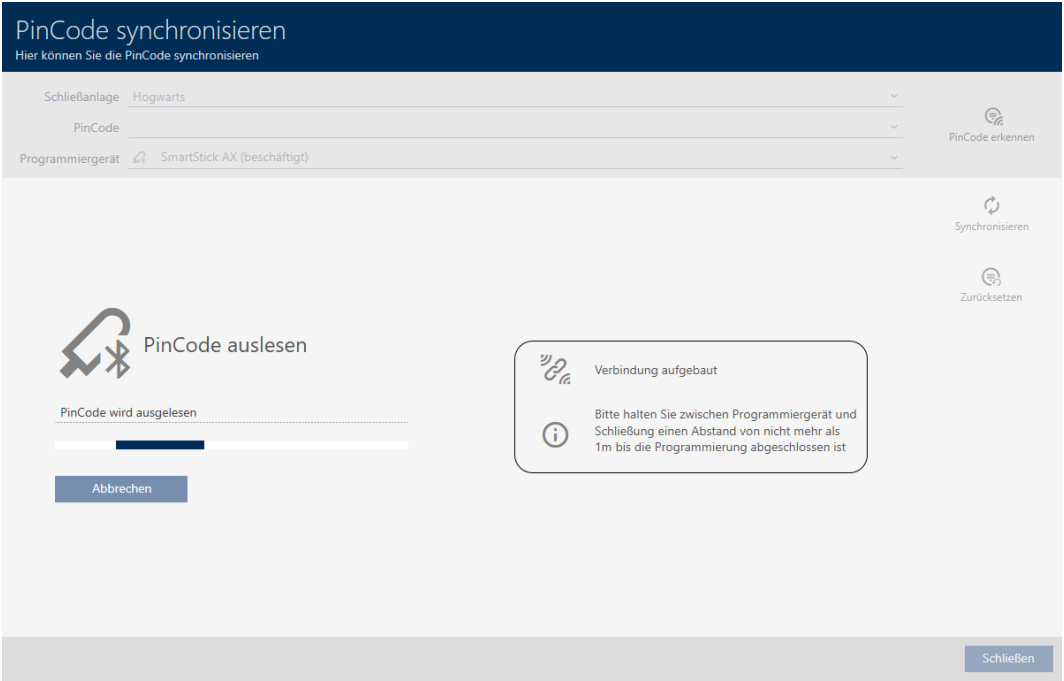 PinCode synchronisieren
Hier können Sie die PinCode synchronisieren
Schließanlage Hogwarts
PinCode
PinCode erkennen
Programmiergerät SmartStick AX (beschäftigt)
Synchronisieren
Zurücksetzen
PinCode auslesen
PinCode wird ausgelesen
Abbrechen
Verbindung aufgebaut
Bitte halten Sie zwischen Programmiergerät und
Schließung einen Abstand von nicht mehr als
1m bis die Programmierung abgeschlossen ist
Schließen